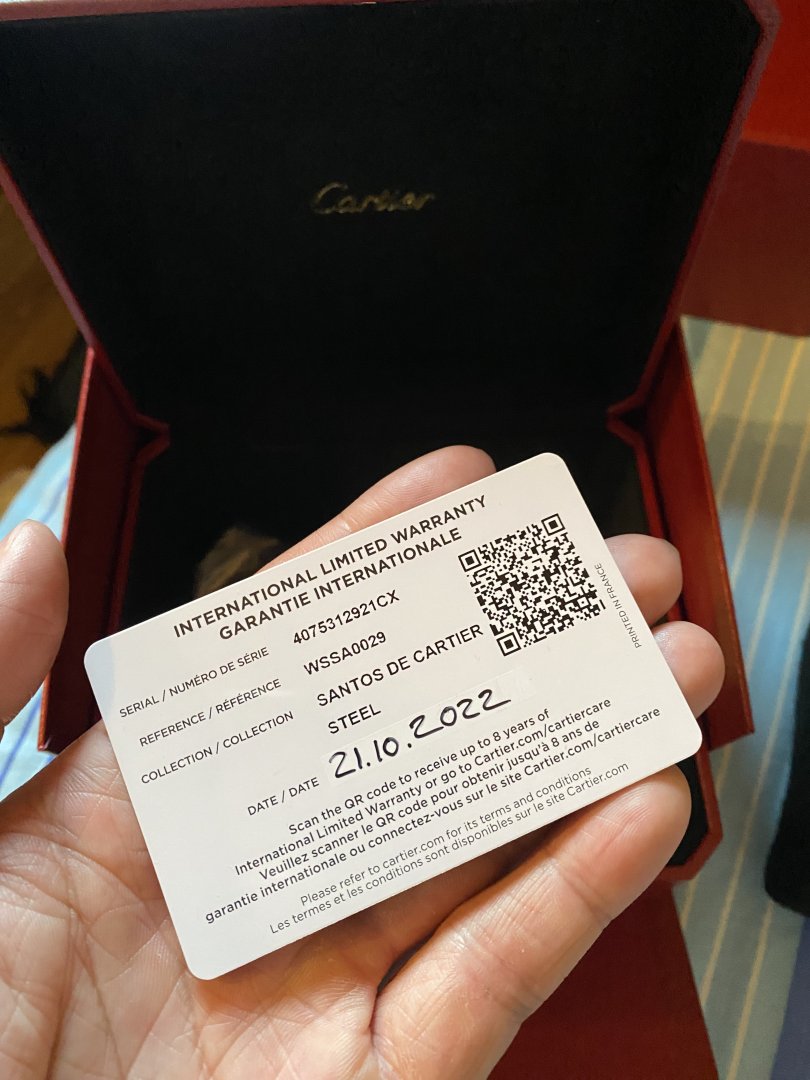 Cartier
INTERNATIONAL LIMITED WARRANTY
GARANTIE INTERNATIONALE
SERIAL / NUMÉRO DE SÉRIE 4075312921CX
REFERENCE / RÉFÉRENCE WSSA0029
COLLECTION / COLLECTION SANTOS DE CARTIER
STEEL
DATE / DATE 21.10.2022
Scan the QR code to receive up to 8 years of
International Limited Warranty or go to Cartier.com/cartiercare
Veuillez scanner le QR code pour obtenir jusqu'à 8 ans de
garantie internationale ou connectez-vous sur le site Cartier.com/cartiercare
Please refer to cartier.com for its terms and conditions
Les termes et les conditions sont disponibles sur le site Cartier.com
PRINTED IN FRANCE